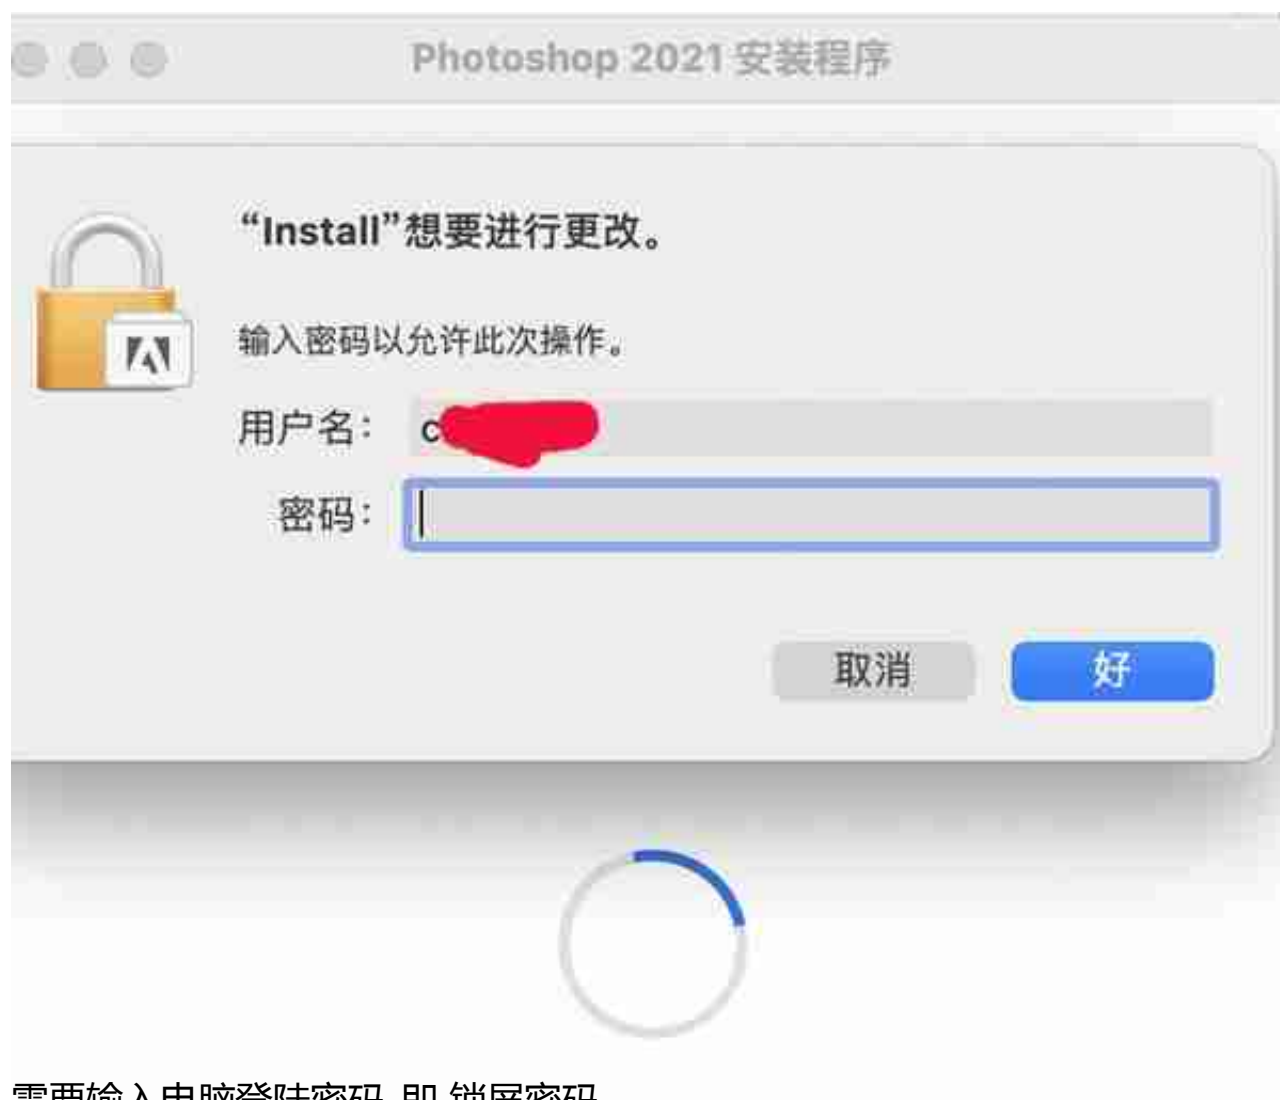 Photoshop 2021 安装程序
“Install”想要进行更改。
输入密码以允许此次操作。
用户名： c
密码：
取消 好
需要输入电脑登陆密码 即 锁屏密码